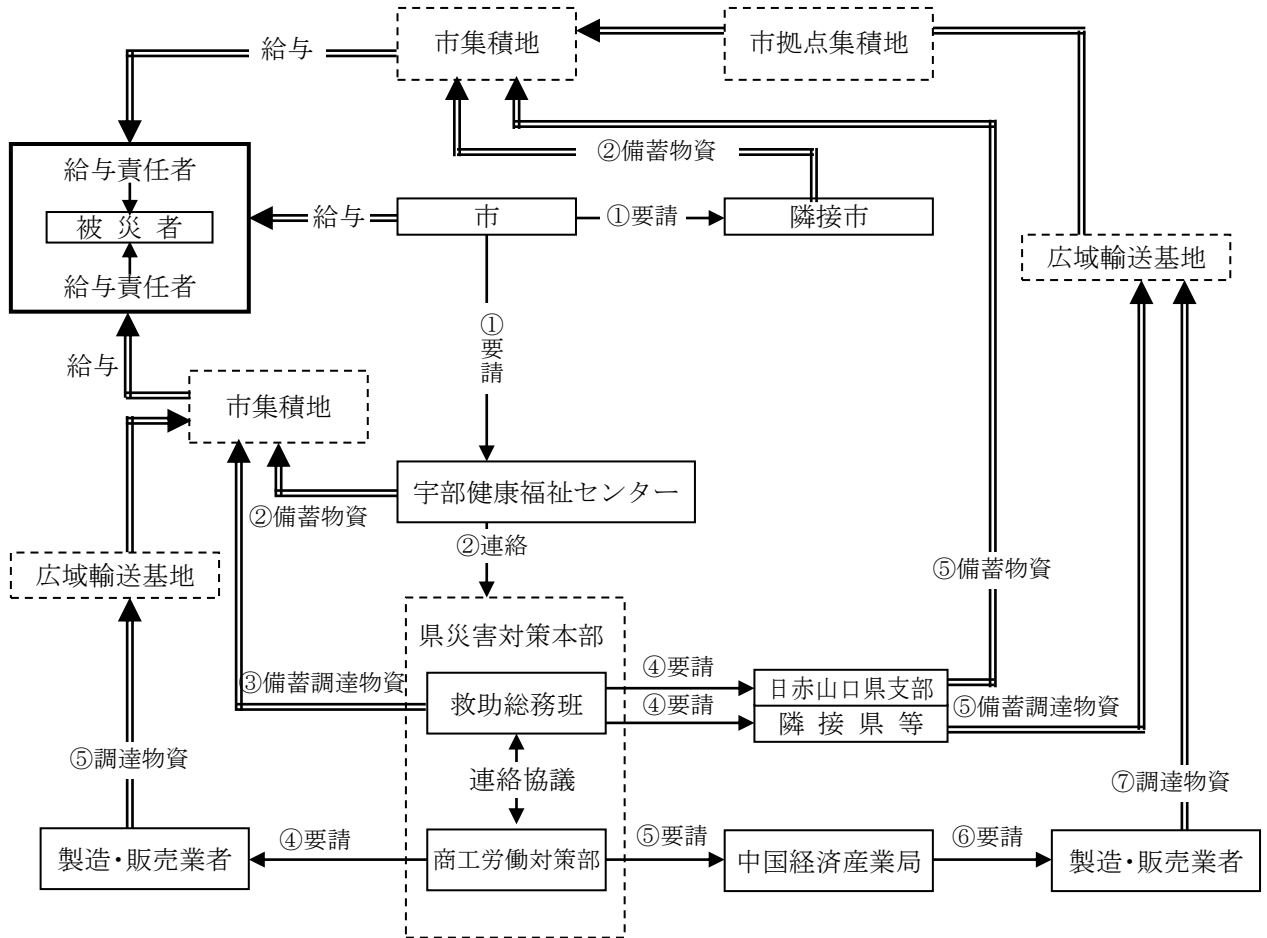 市集積地
市拠点集積地
給与
②備蓄物資
給与責任者
被 災 者
給与責任者
給与
市
①要請
隣接市
広域輸送基地
①要請
給与
市集積地
宇部健康福祉センター
②備蓄物資
②連絡
広域輸送基地
⑤備蓄物資
県災害対策本部
③備蓄調達物資
救助総務班
④要請
④要請
日赤山口県支部
隣 接 県 等
⑤備蓄調達物資
⑤調達物資
連絡協議
⑦調達物資
製造・販売業者
④要請
商工労働対策部
⑤要請
中国経済産業局
⑥要請
製造・販売業者